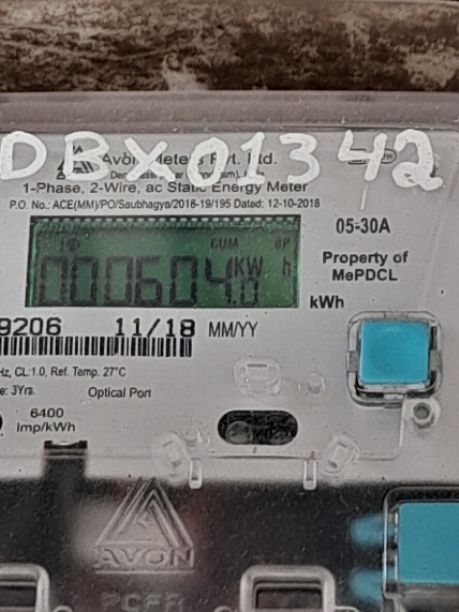 DBX01342
Avon Meters Pvt. Ltd.
1-Phase, 2-Wire, ac Static Energy Meter
P.O. No.: ACE(MM)/PO/Saubhagya/2018-19/195 Dated: 12-10-2018
05-30A
CUM
000604.0 KW h
Property of
MePDCL
kWh
9206 11/18 MM/YY
Hz, CL:1.0, Ref. Temp. 27°C
e: 3Yrs. Optical Port
6400
imp/kWh
AVON